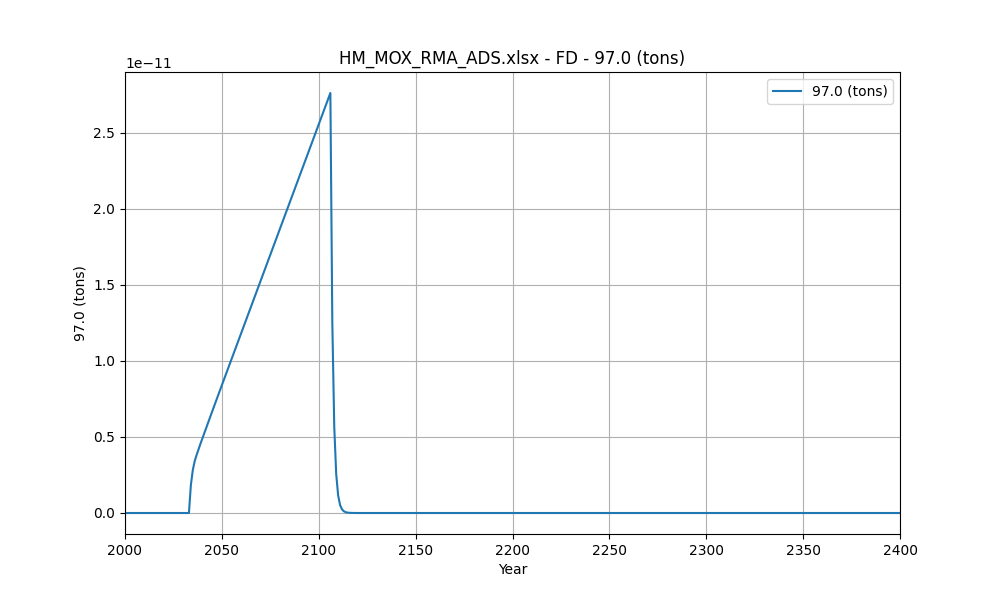 HM_MOX_RMA_ADS.xlsx - FD - 97.0 (tons)
1e−11
97.0 (tons)
2.5
2.0
1.5
1.0
0.5
0.0
97.0 (tons)
2000 2050 2100 2150 2200 2250 2300 2350 2400
Year